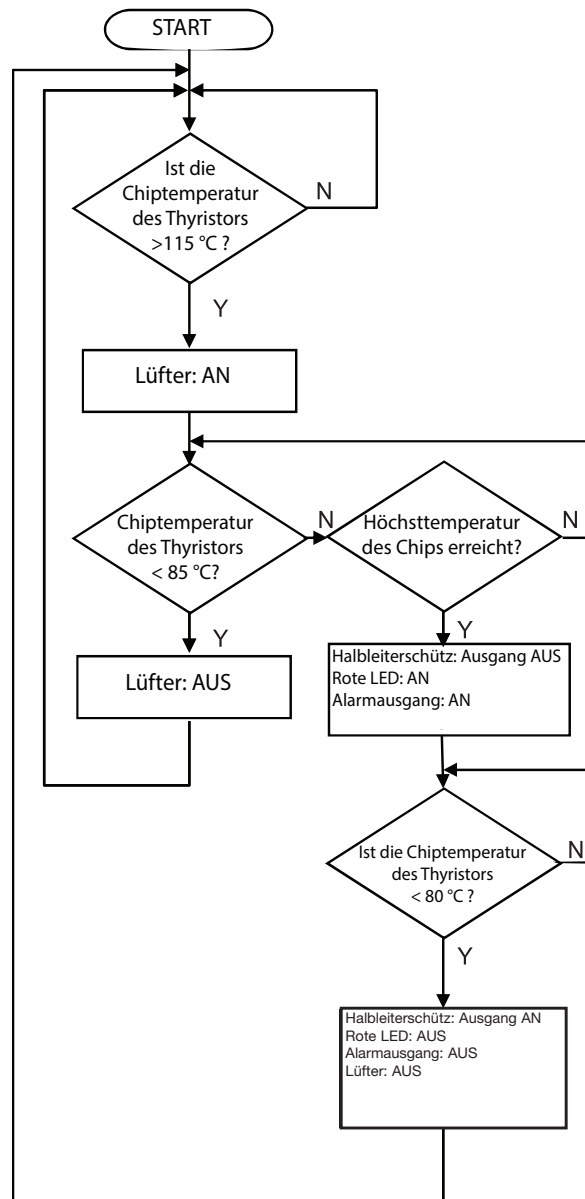 START
Ist die
Chiptemperatur
des Thyristors
>115 °C ?
N
Y
Lüfter: AN
Chiptemperatur
des Thyristors
< 85 °C?
N
Höchsttemperatur
des Chips erreicht?
N
Y
Y
Lüfter: AUS
Halbleiterschütz: Ausgang AUS
Rote LED: AN
Alarmausgang: AN
Ist die Chiptemperatur
des Thyristors
< 80 °C ?
N
Y
Halbleiterschütz: Ausgang AN
Rote LED: AUS
Alarmausgang: AUS
Lüfter: AUS